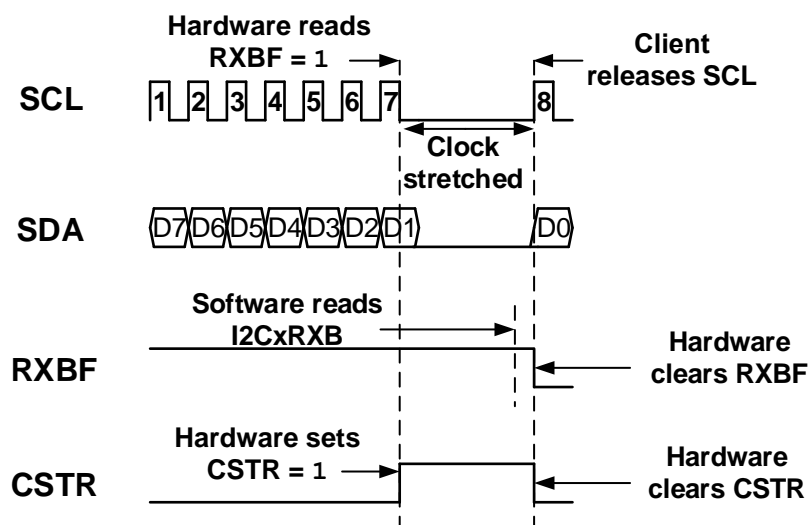 Hardware reads
RXBF = 1
Client
releases SCL
SCL
1 2 3 4 5 6 7 8
Clock
stretched
SDA
D7 D6 D5 D4 D3 D2 D1 D0
Software reads
I2CxRXB
RXBF
Hardware
clears RXBF
Hardware sets
CSTR = 1
CSTR
Hardware
clears CSTR